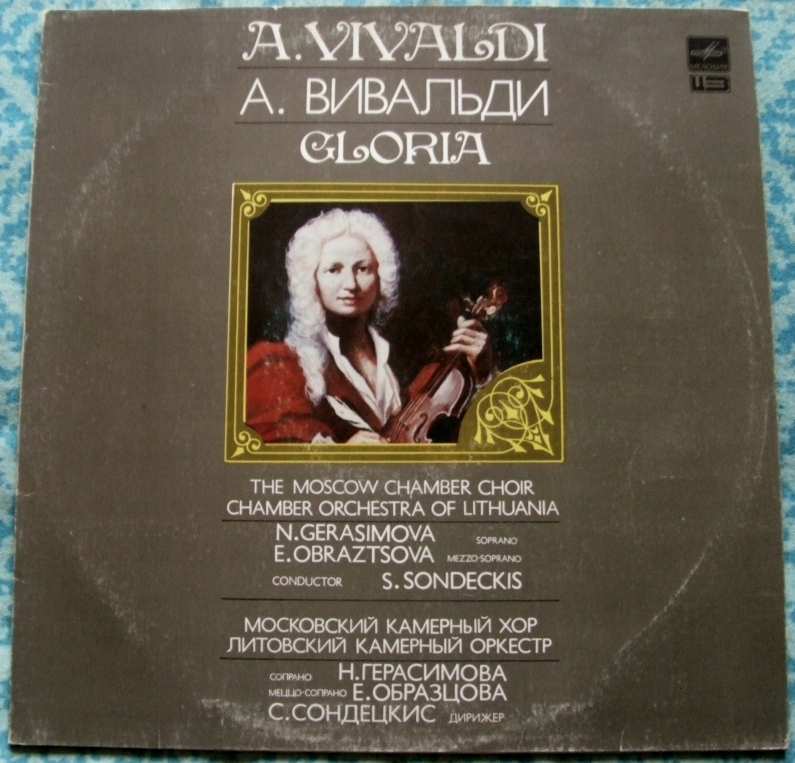 A. VIVALDI
А. ВИВАЛЬДИ
GLORIA
МЕЛОДИЯ
THE MOSCOW CHAMBER CHOIR
CHAMBER ORCHESTRA OF LITHUANIA
N. GERASIMOVA SOPRANO
E. OBRAZTSOVA MEZZO-SOPRANO
CONDUCTOR S. SONDECKIS
МОСКОВСКИЙ КАМЕРНЫЙ ХОР
ЛИТОВСКИЙ КАМЕРНЫЙ ОРКЕСТР
СОПРАНО Н. ГЕРАСИМОВА
МЕЦЦО-СОПРАНО Е. ОБРАЗЦОВА
С. СОНДЕЦКИС ДИРИЖЕР